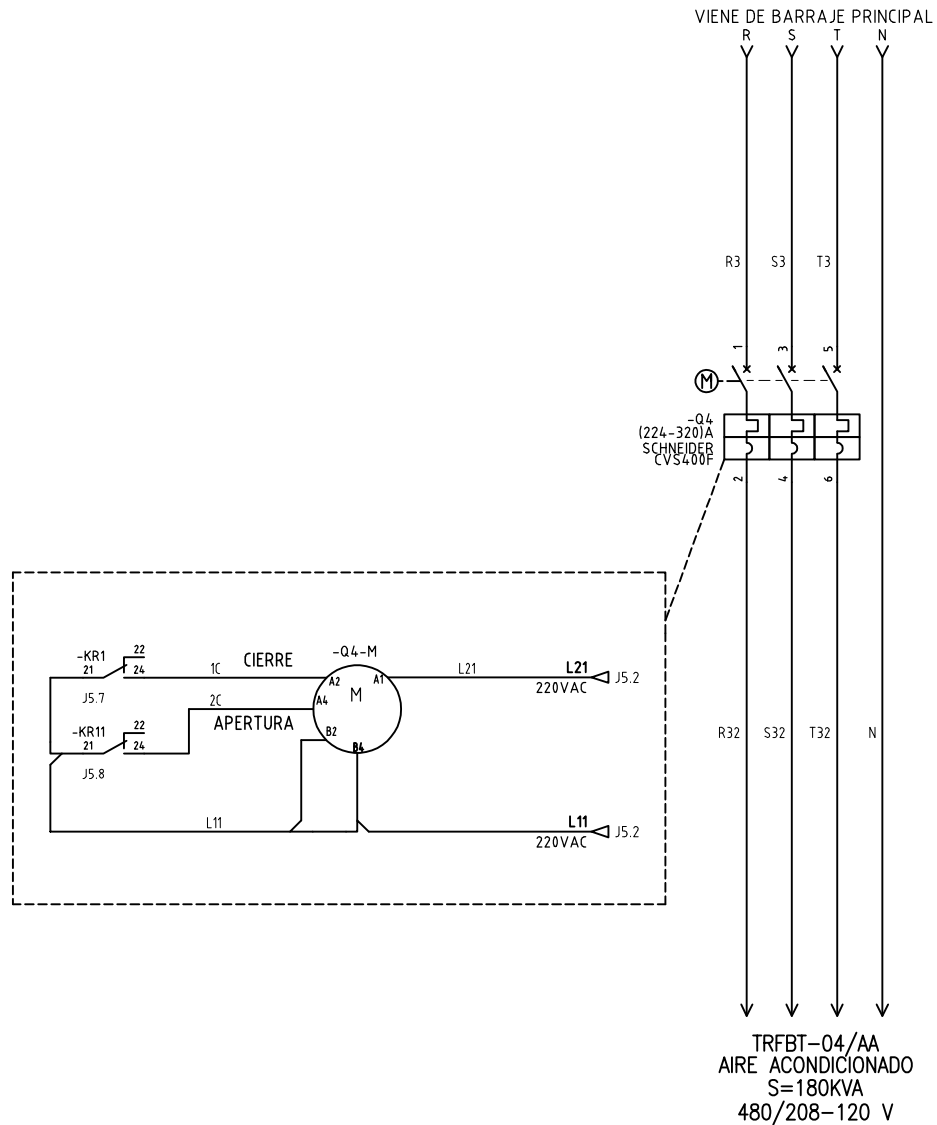 VIENE DE BARRAJE PRINCIPAL
R S T N
R3 S3 T3
1 3 5
M
-Q4
(224-320)A
SCHNEIDER
CVS400F
2 4 6
-KR1
21
22
24
J5.7
1C
CIERRE
-Q4-M
M
A2
A1
A4
B2
B4
L21
L21
220VAC
J5.2
2C
APERTURA
-KR11
21
22
24
J5.8
L11
L11
220VAC
J5.2
R32 S32 T32 N
TRFBT-04/AA
AIRE ACONDICIONADO
S=180KVA
480/208-120 V